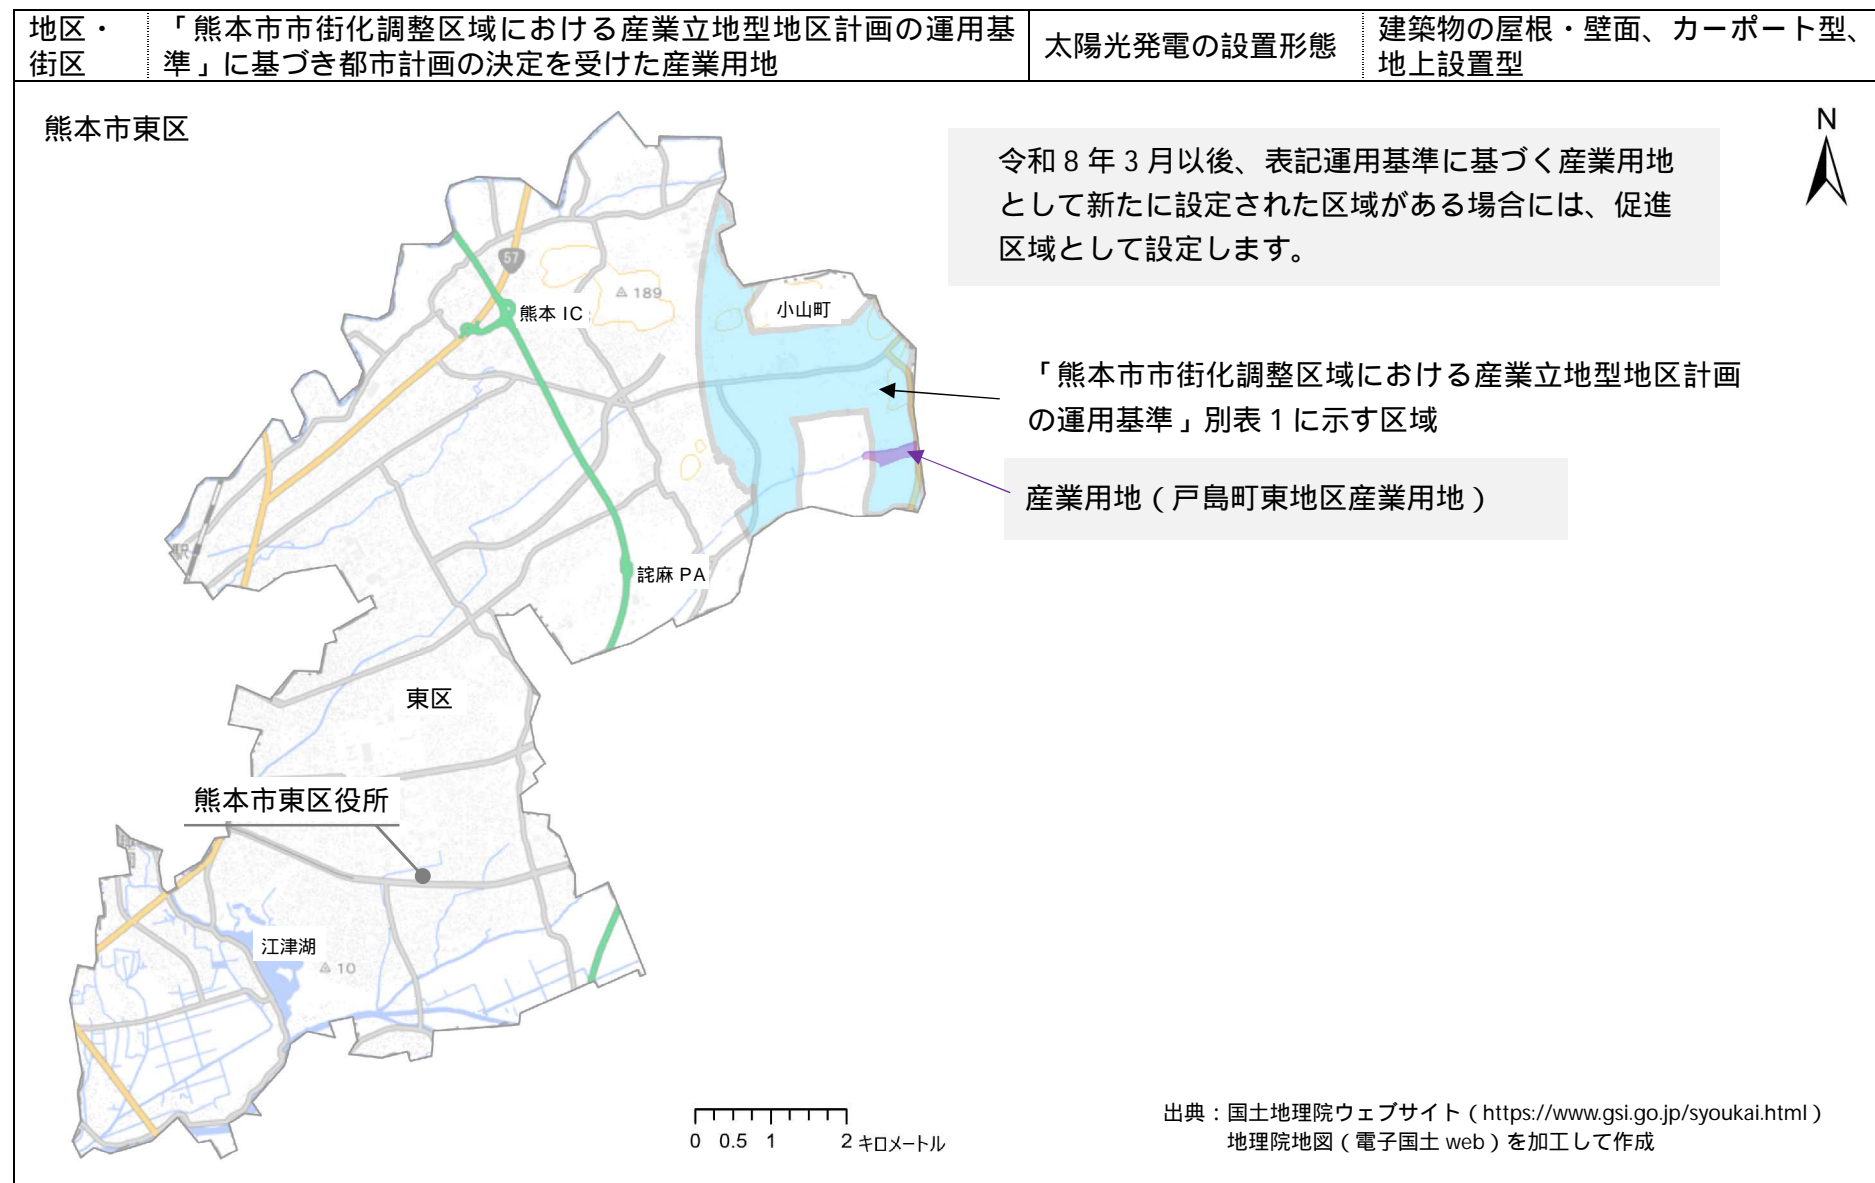 地区・
街区
「熊本市市街化調整区域における産業立地型地区計画の運用基
準」に基づき都市計画の決定を受けた産業用地
太陽光発電の設置形態
建築物の屋根・壁面、カーポート型、
地上設置型
熊本市東区
N
令和8年3月以後、表記運用基準に基づく産業用地
として新たに設定された区域がある場合には、促進
区域として設定します。
57
189
熊本 IC
小山町
「熊本市市街化調整区域における産業立地型地区計画
の運用基準」別表1に示す区域
産業用地(戸島町東地区産業用地)
駅
託麻 PA
東区
熊本市東区役所
江津湖
10
0 0.5 1 2 キロメートル
出典:国土地理院ウェブサイト(https://www.gsi.go.jp/syoukai.html)
地理院地図(電子国土 web)を加工して作成